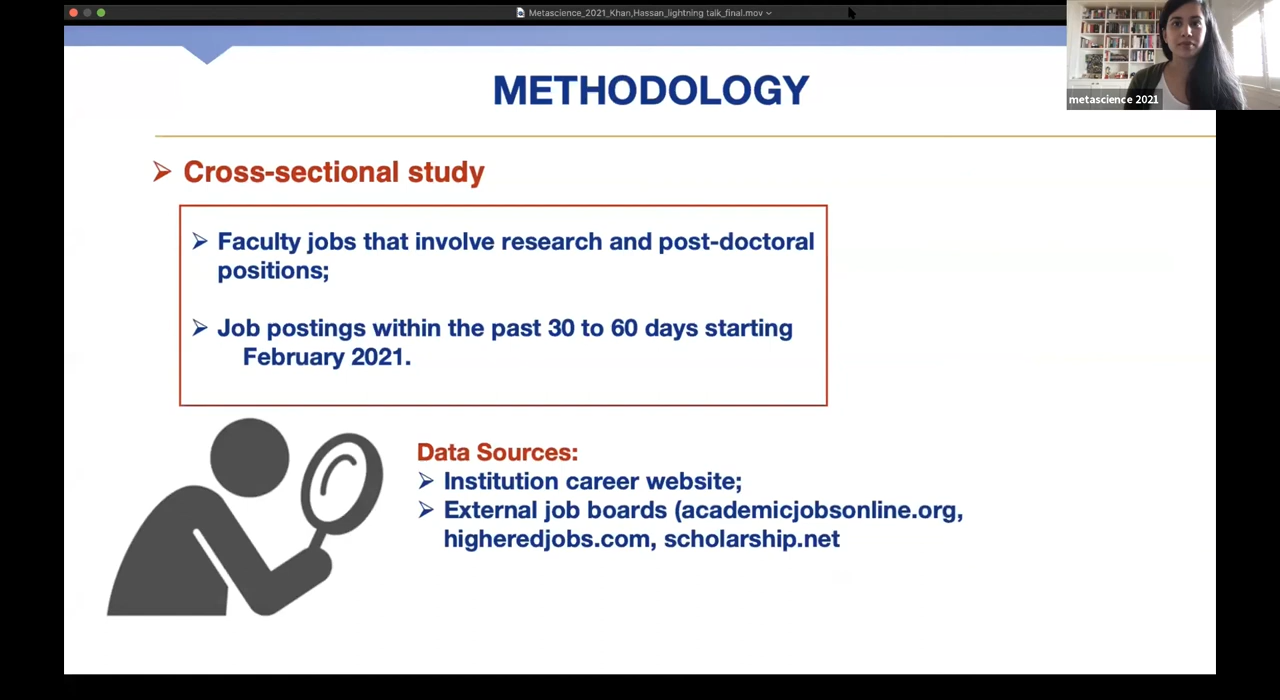 Metascience_2021_Khan,Hassan_lightning talk_final.mov
METHODOLOGY
metascience 2021
Cross-sectional study
Faculty jobs that involve research and post-doctoral
positions;
Job postings within the past 30 to 60 days starting
February 2021.
Data Sources:
Institution career website;
External job boards (academicjobsonline.org,
higheredjobs.com, scholarship.net